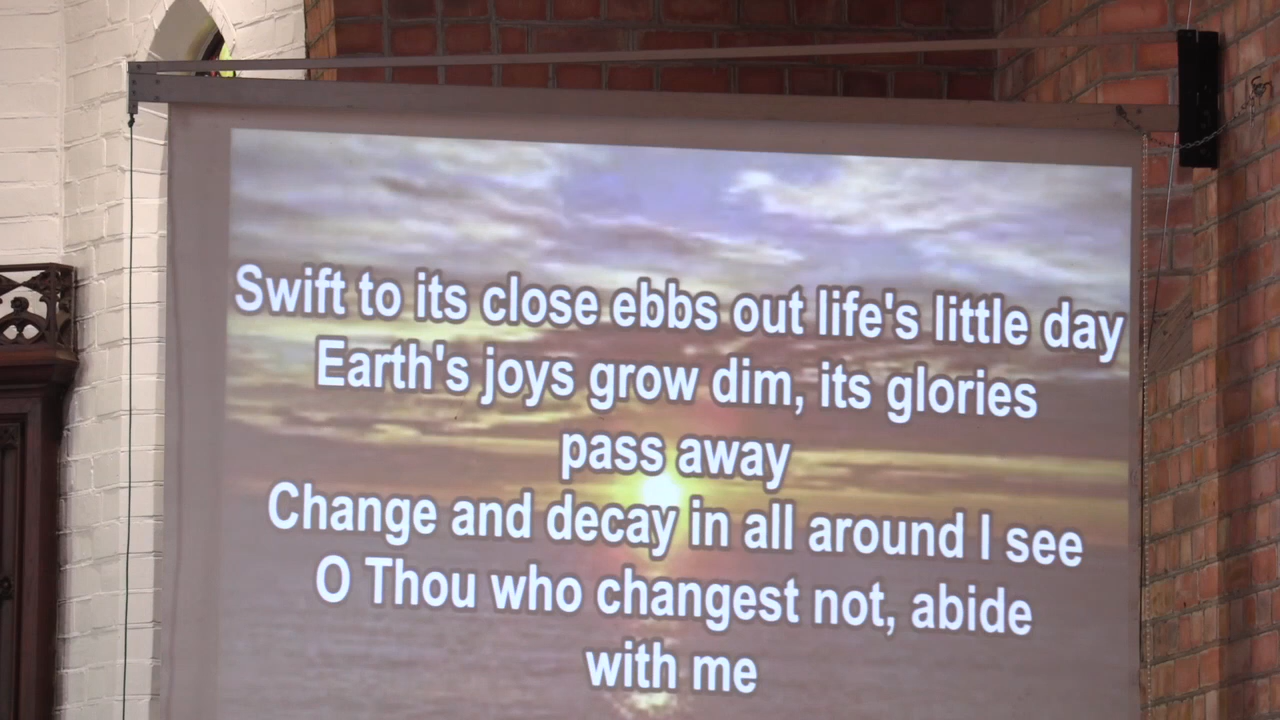 Swift to its close ebbs out life's little day
Earth's joys grow dim, its glories
pass away
Change and decay in all around I see
O Thou who changest not, abide
with me